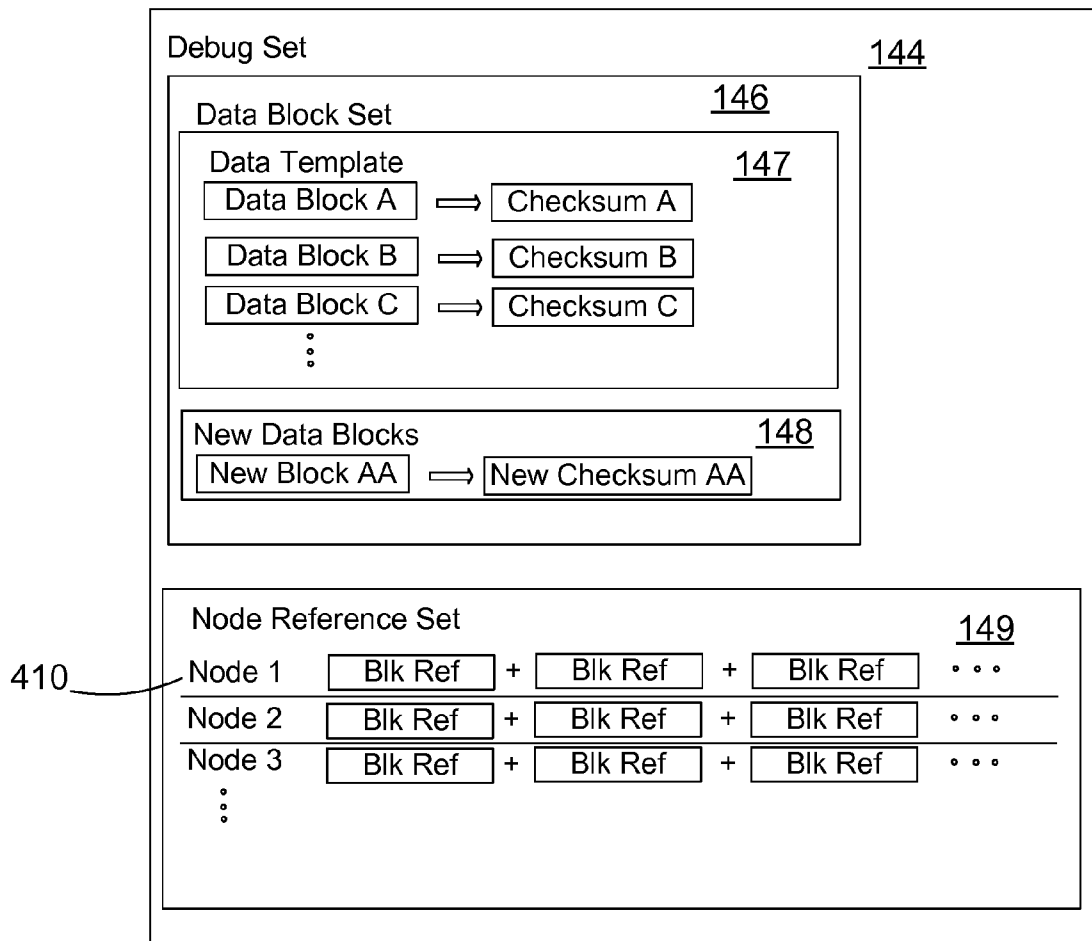 Debug Set
144
Data Block Set
146
Data Template
147
Data Block A ⇒ Checksum A
Data Block B ⇒ Checksum B
Data Block C ⇒ Checksum C
New Data Blocks
148
New Block AA ⇒ New Checksum AA
Node Reference Set
149
410
Node 1 Blk Ref + Blk Ref + Blk Ref ∘ ∘ ∘
Node 2 Blk Ref + Blk Ref + Blk Ref ∘ ∘ ∘
Node 3 Blk Ref + Blk Ref + Blk Ref ∘ ∘ ∘